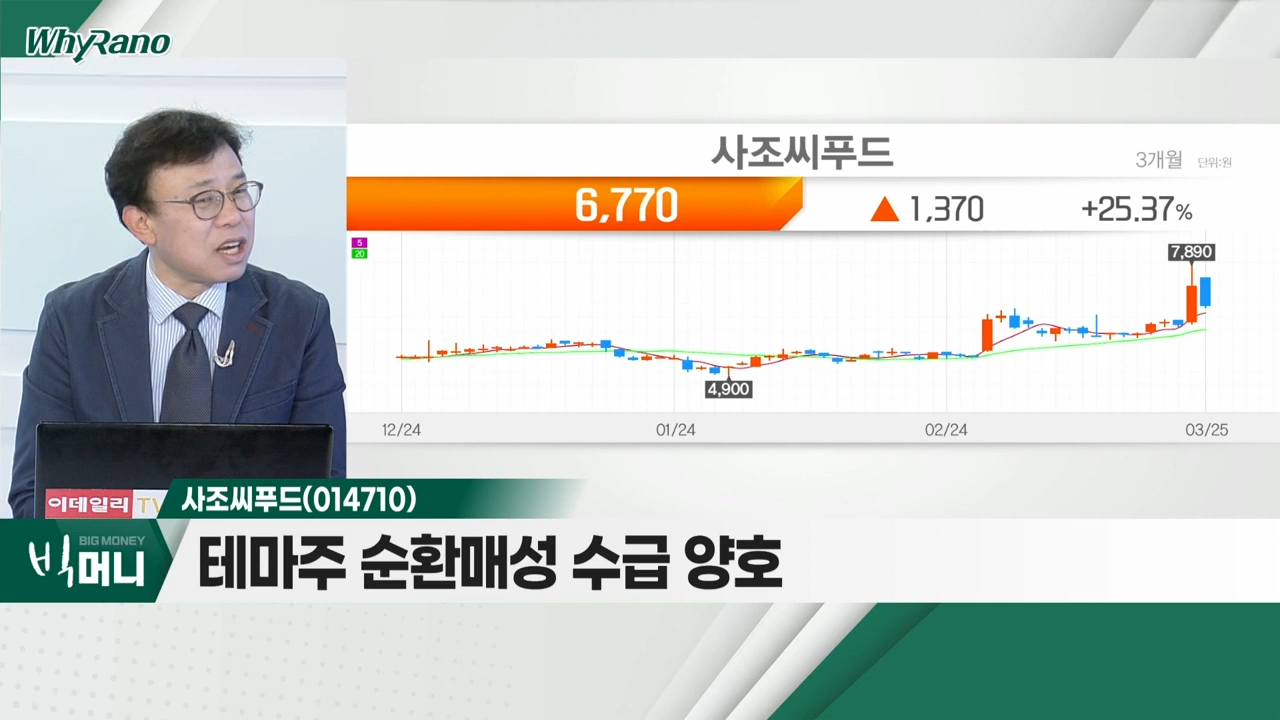 WhyRano
사조씨푸드
3개월 단위:원
6,770 ▲ 1,370 +25.37%
5
20
7,890
4,900
12/24 01/24 02/24 03/25
이데일리 TV
사조씨푸드(014710)
BIG MONEY
빅머니
테마주 순환매성 수급 양호